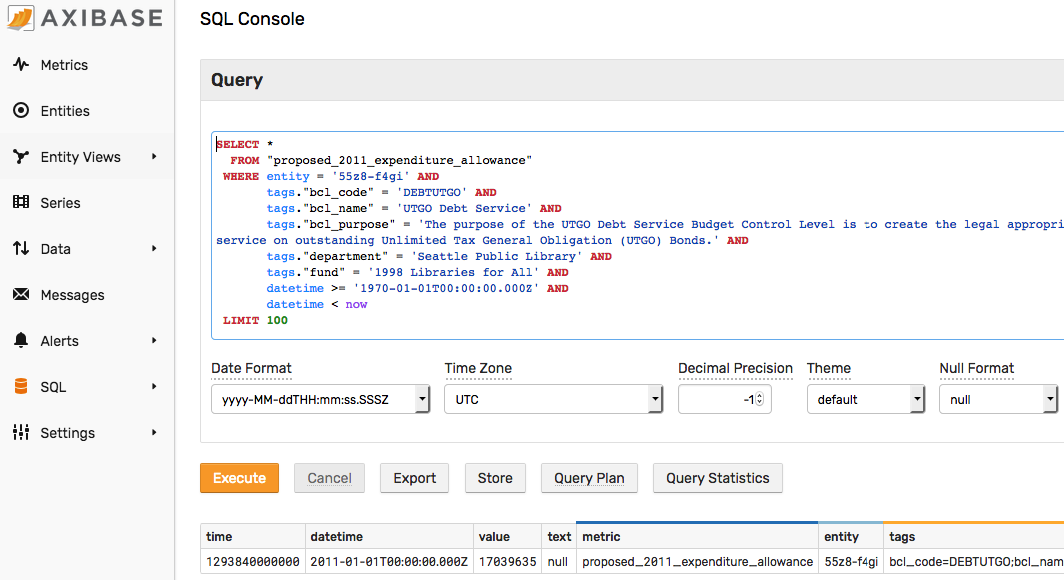 AXIBASE
Metrics
Entities
Entity Views
Series
Data
Messages
Alerts
SQL
Settings
SQL Console
Query
SELECT *
FROM "proposed_2011_expenditure_allowance"
WHERE entity = '55z8-f4gi' AND
tags."bcl_code" = 'DEBTUTGO' AND
tags."bcl_name" = 'UTGO Debt Service' AND
tags."bcl_purpose" = 'The purpose of the UTGO Debt Service Budget Control Level is to create the legal appropri
service on outstanding Unlimited Tax General Obligation (UTGO) Bonds.' AND
tags."department" = 'Seattle Public Library' AND
tags."fund" = '1998 Libraries for All' AND
datetime >= '1970-01-01T00:00:00.000Z' AND
datetime < now
LIMIT 100
Date Format Time Zone Decimal Precision Theme Null Format
yyyy-MM-ddTHH:mm:ss.SSSZ UTC -1 default null
Execute Cancel Export Store Query Plan Query Statistics
time datetime value text metric entity tags
1293840000000 2011-01-01T00:00:00.000Z 17039635 null proposed_2011_expenditure_allowance 55z8-f4gi bcl_code=DEBTUTGO;bcl_nam